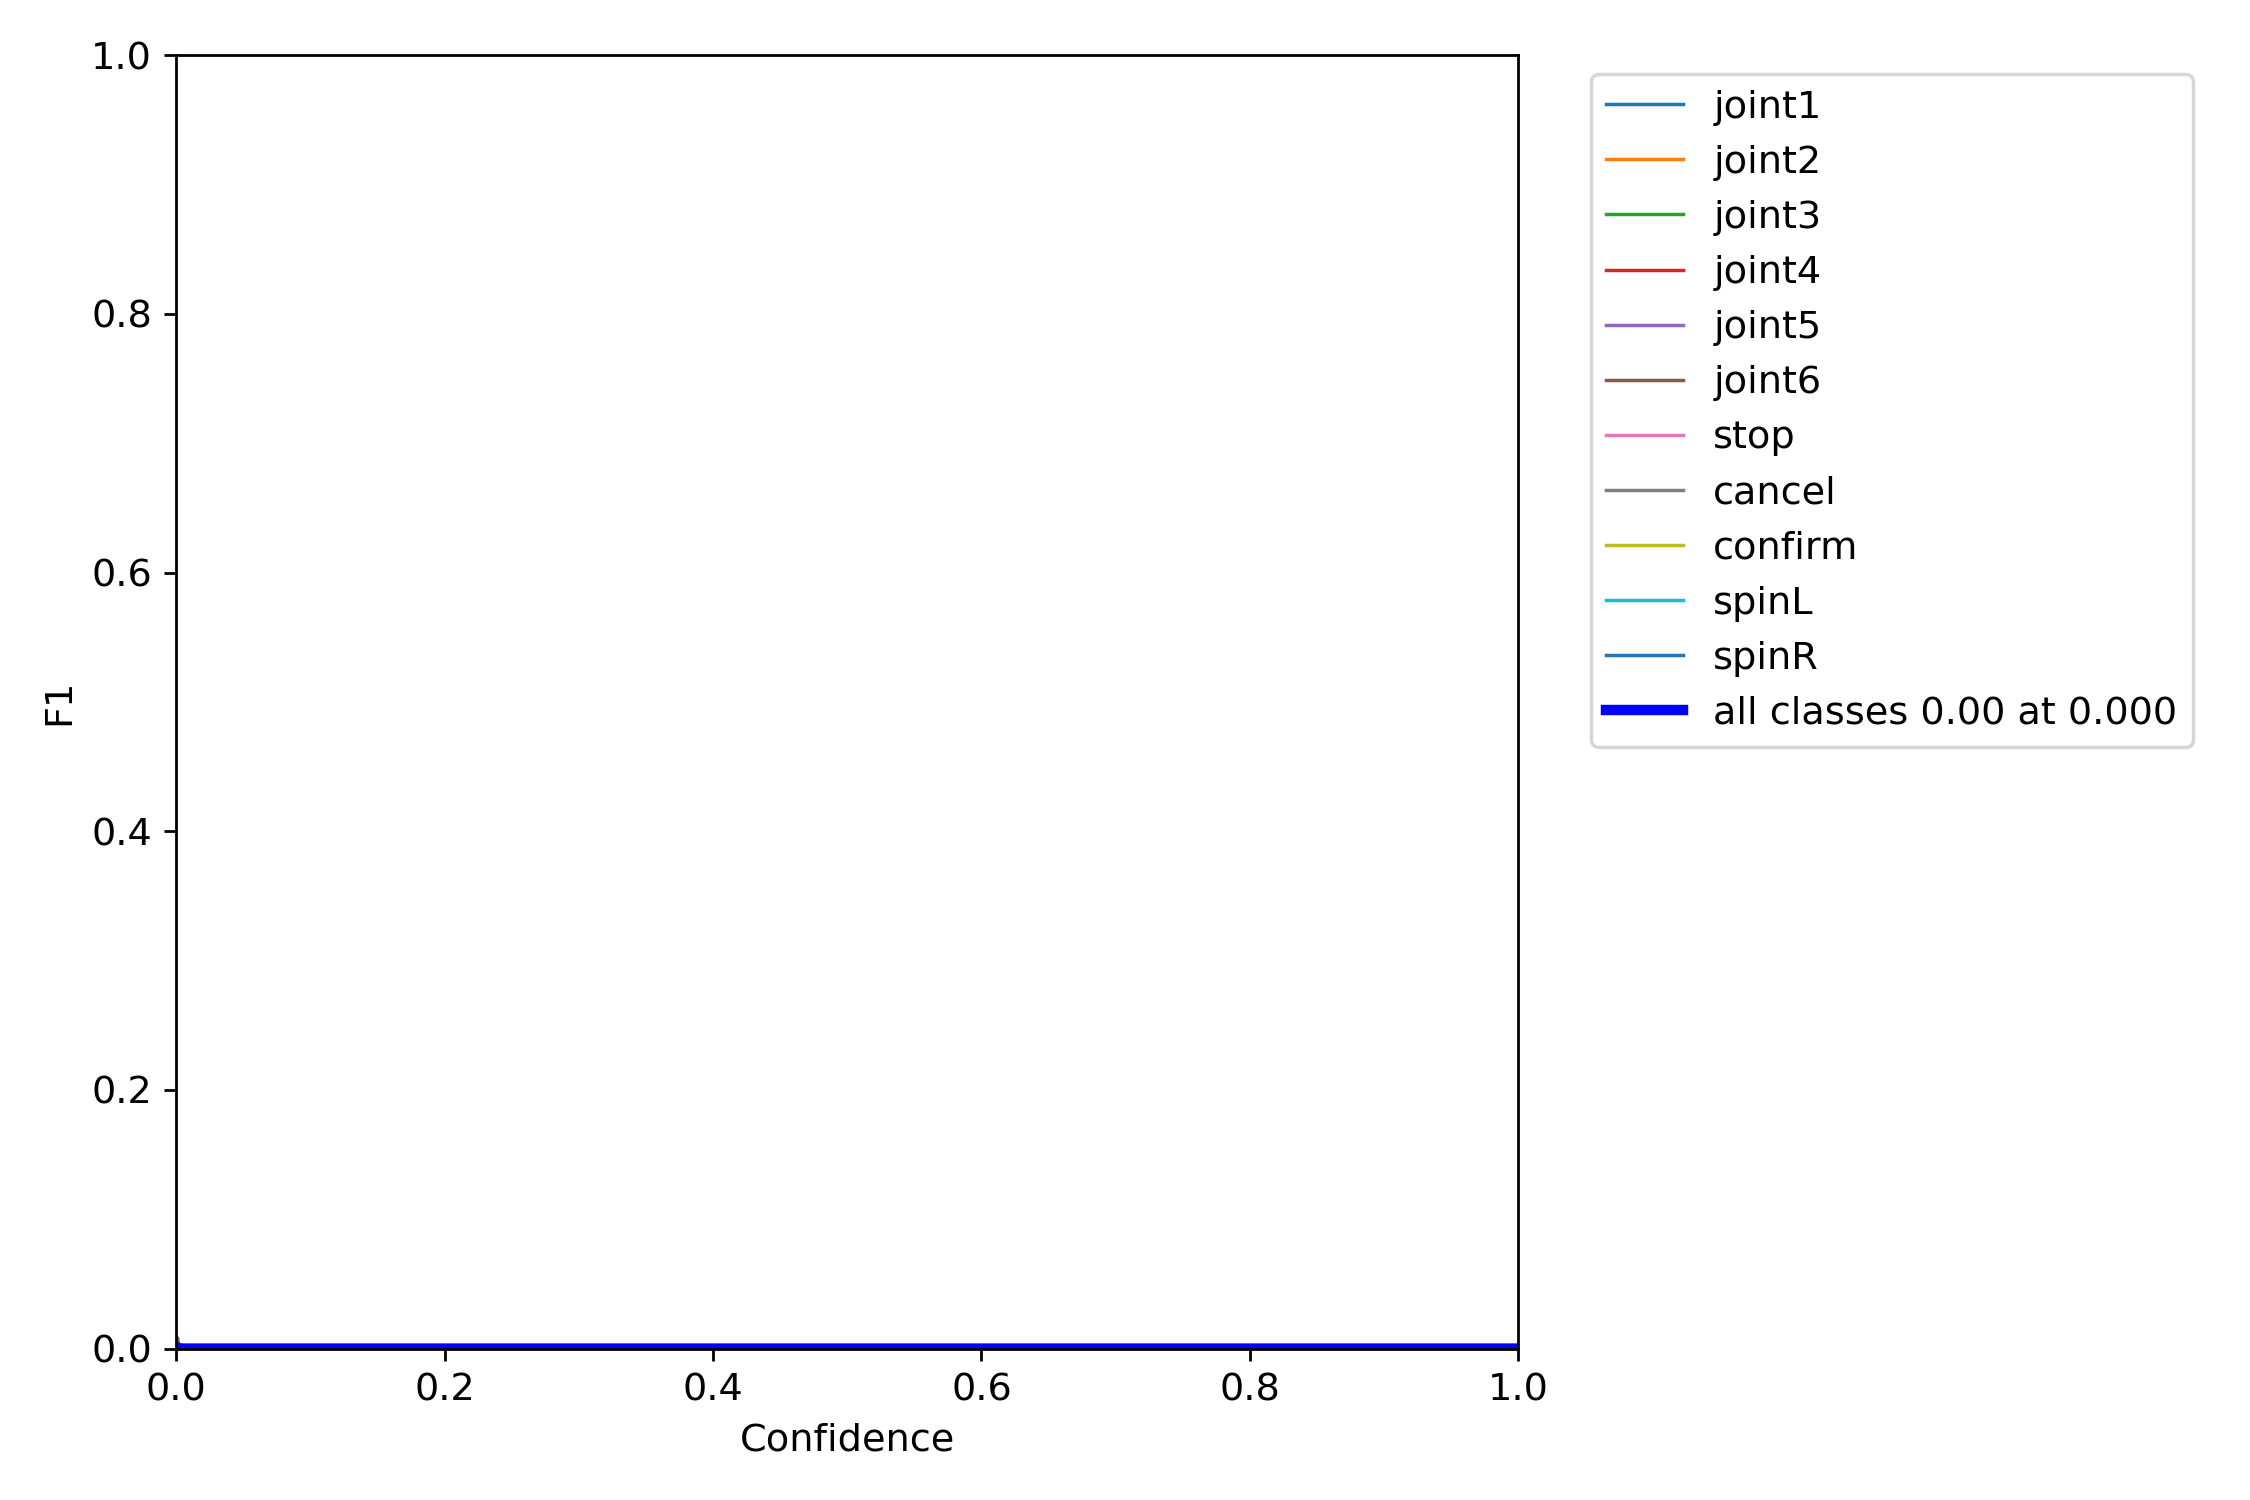 1.0
0.8
0.6
0.4
0.2
0.0
F1
0.0 0.2 0.4 0.6 0.8 1.0
Confidence
joint1
joint2
joint3
joint4
joint5
joint6
stop
cancel
confirm
spinL
spinR
all classes 0.00 at 0.000